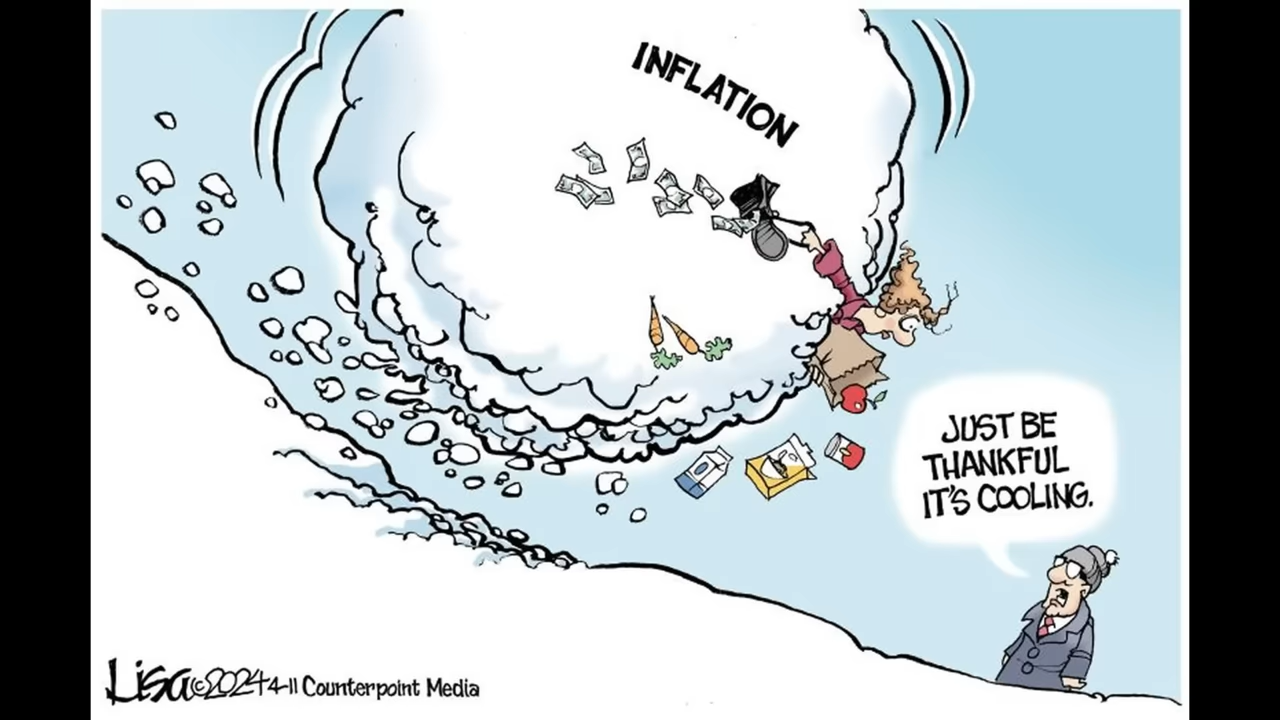 INFLATION
JUST BE
THANKFUL
IT'S COOLING.
Lisa ©2024 4-11 Counterpoint Media